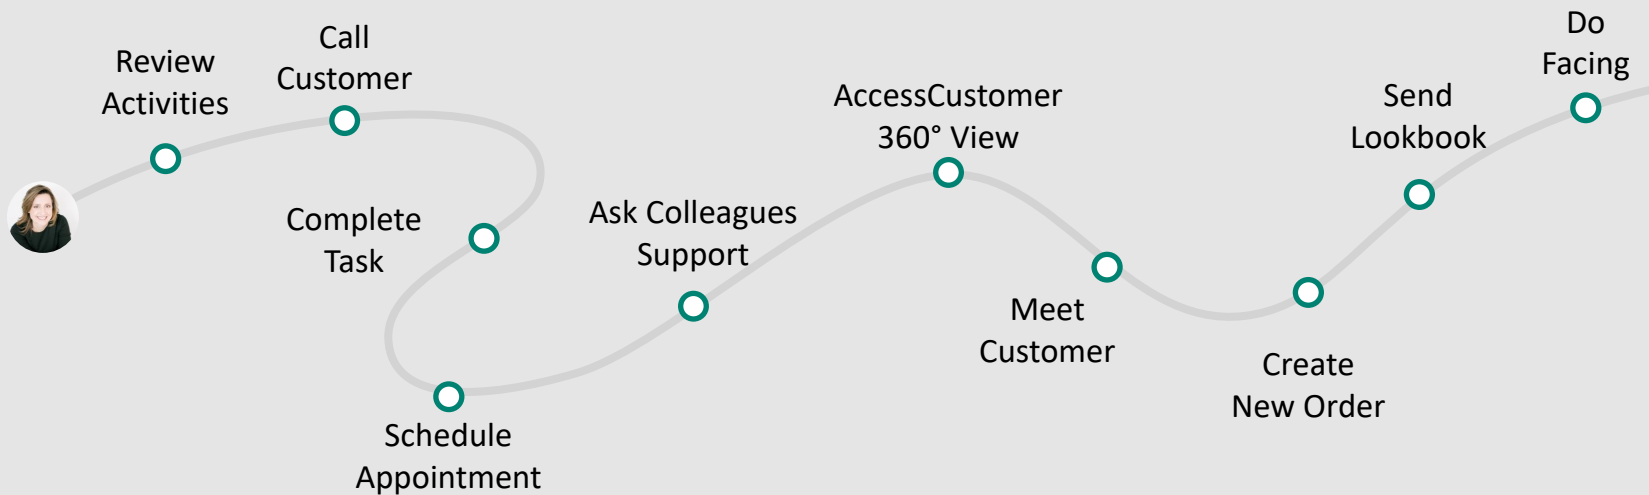 Review
Activities
Call
Customer
Complete
Task
Schedule
Appointment
Ask Colleagues
Support
AccessCustomer
360° View
Meet
Customer
Create
New Order
Send
Lookbook
Do
Facing